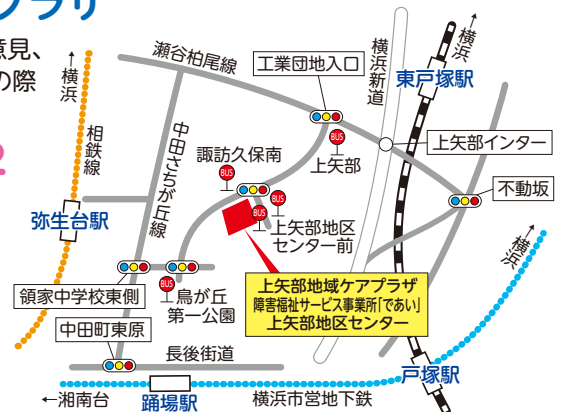 プラザ
意見、
の際
2
←横浜
相鉄線
弥生台駅
瀬谷柏尾線
工業団地入口
横浜新道
←横浜
東戸塚駅
中田さちが丘線
諏訪久保南
BUS
BUS
上矢部
上矢部インター
不動坂
BUS
BUS
上矢部地区
センター前
←横浜
領家中学校東側
BUS
鳥が丘
第一公園
上矢部地域ケアプラザ
障害福祉サービス事業所「であい」
上矢部地区センター
中田町東原
長後街道
戸塚駅
←湘南台
踊場駅
横浜市営地下鉄